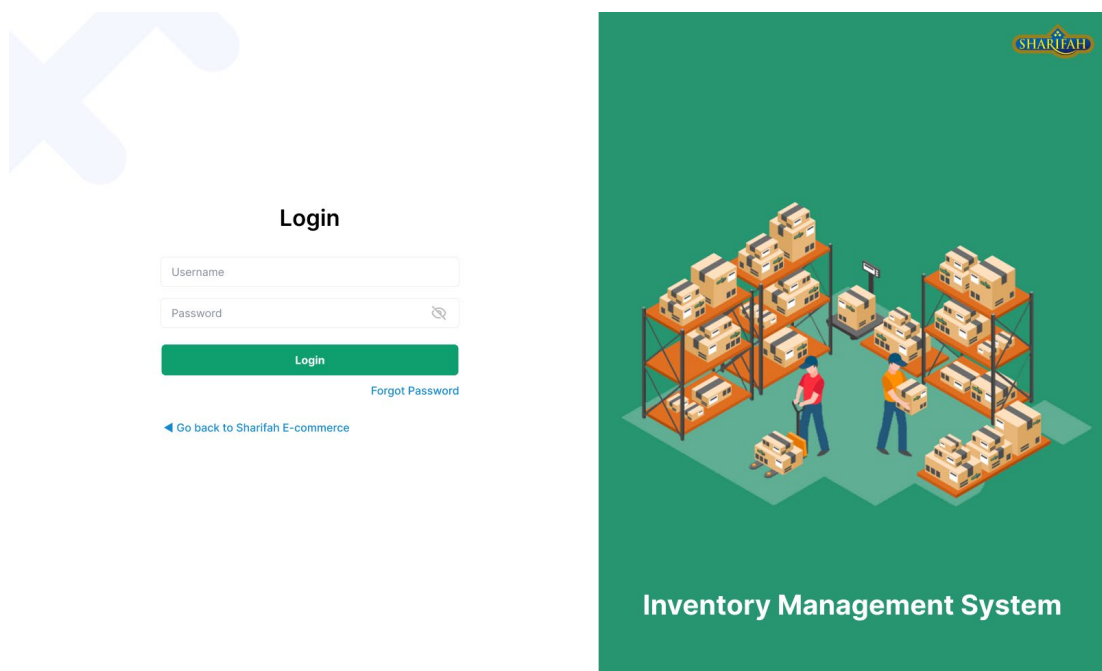 SHARIFAH
Login
Username
Password
Login
Forgot Password
◀ Go back to Sharifah E-commerce
Inventory Management System